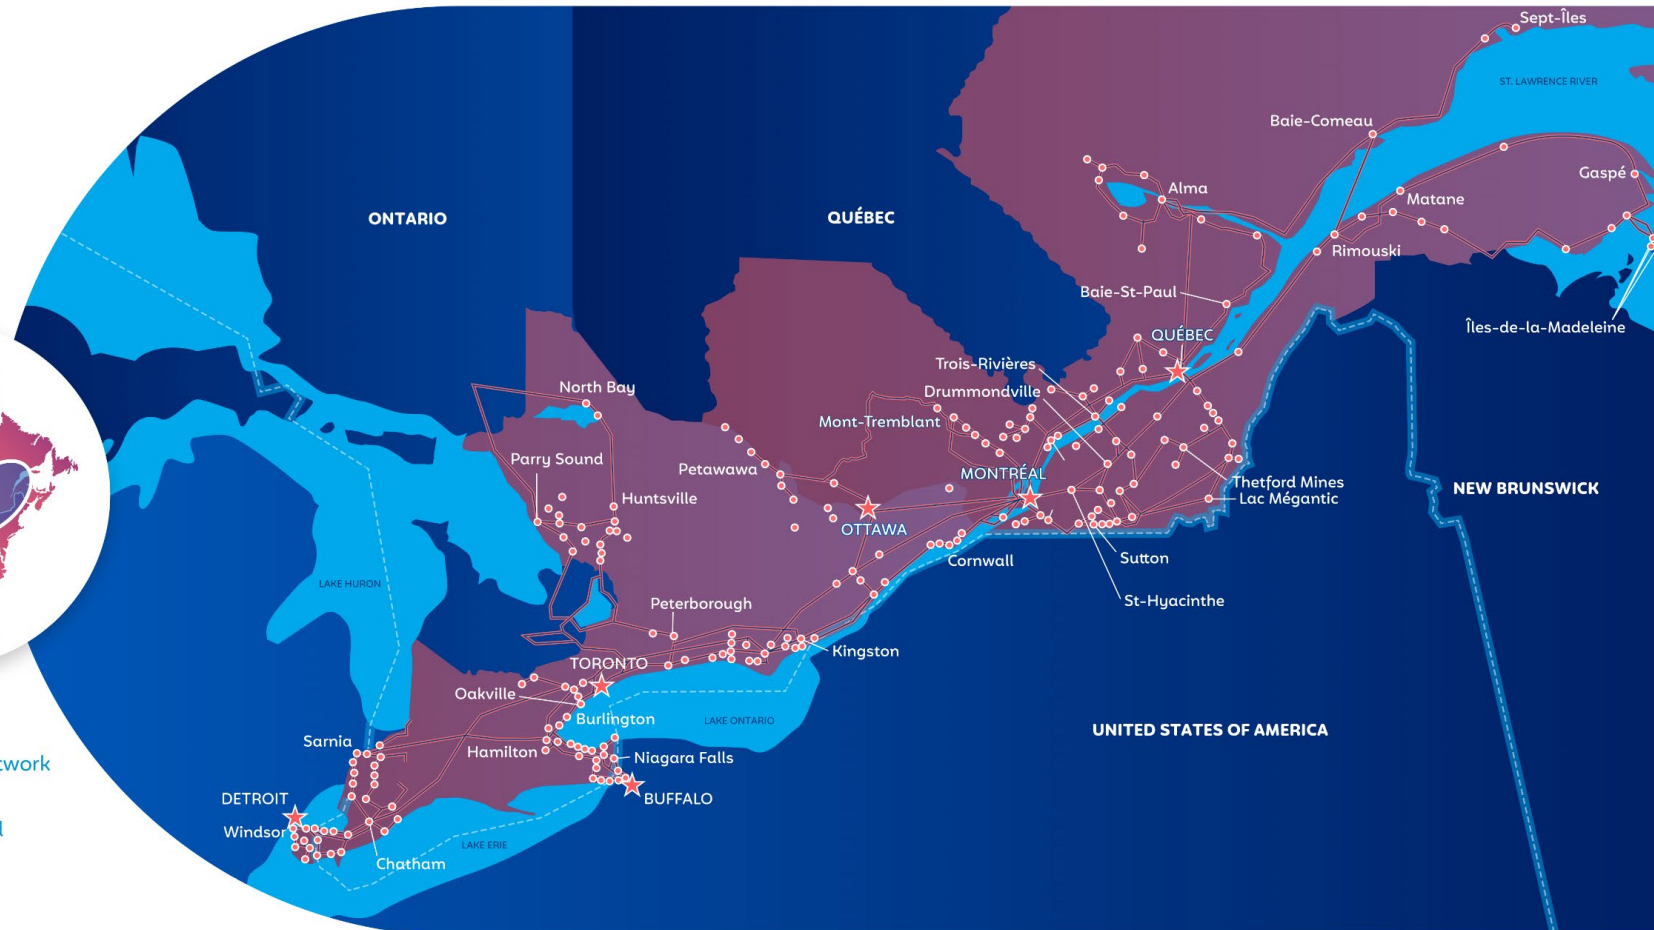 Sept-Îles
ST. LAWRENCE RIVER
Baie-Comeau
Gaspé
Alma
Matane
ONTARIO
QUÉBEC
Rimouski
Baie-St-Paul
Îles-de-la-Madeleine
QUÉBEC
Trois-Rivières
North Bay
Drummondville
Mont-Tremblant
Parry Sound
Petawawa
MONTRÉAL
Thetford Mines
NEW BRUNSWICK
Huntsville
Lac Mégantic
OTTAWA
Sutton
Cornwall
LAKE HURON
St-Hyacinthe
Peterborough
Kingston
TORONTO
Oakville
Burlington
LAKE ONTARIO
UNITED STATES OF AMERICA
Sarnia
Hamilton
Niagara Falls
DETROIT
BUFFALO
Windsor
LAKE ERIE
Chatham